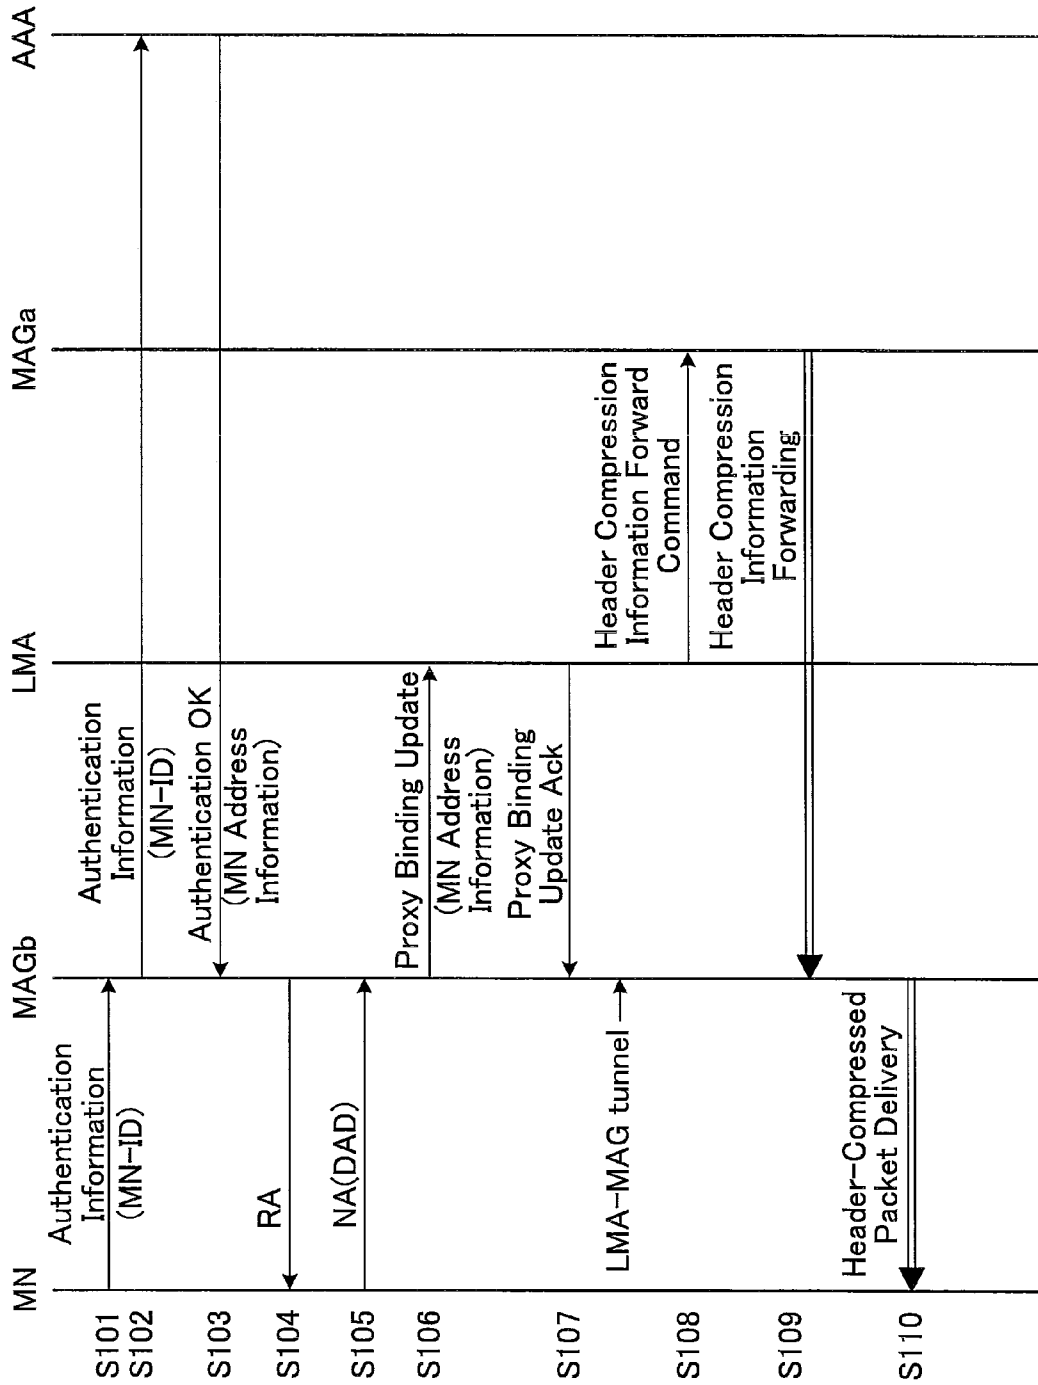 MN
MAGb
LMA
MAGa
AAA
S101
Authentication
Information
(MN-ID)
S102
Authentication
Information
(MN-ID)
S103
Authentication OK
(MN Address
Information)
S104
RA
S105
NA(DAD)
S106
Proxy Binding Update
(MN Address
Information)
S107
Proxy Binding
Update Ack
LMA-MAG tunnel
S108
Header Compression
Information Forward
Command
S109
Header Compression
Information
Forwarding
S110
Header-Compressed
Packet Delivery